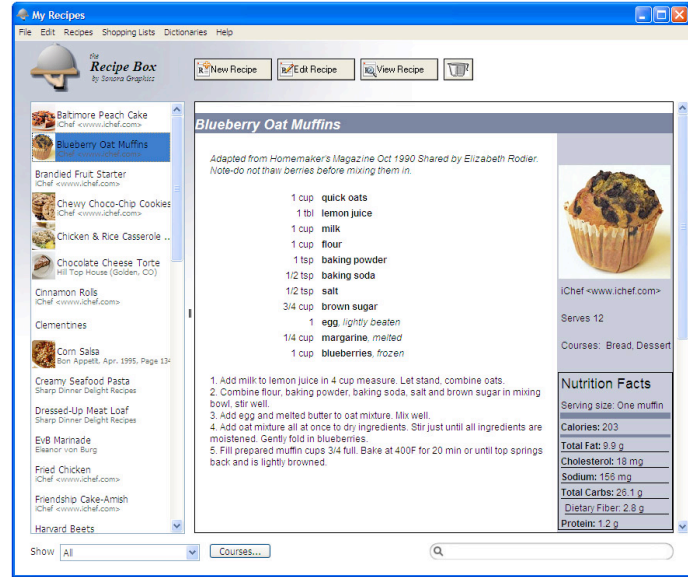 My Recipes
File Edit Recipes Shopping Lists Dictionaries Help
the
Recipe Box
by Sonora Graphics
New Recipe
Edit Recipe
View Recipe
Baltimore Peach Cake
iChef <www.ichef.com>
Blueberry Oat Muffins
iChef <www.ichef.com>
Brandied Fruit Starter
iChef <www.ichef.com>
Chewy Choco-Chip Cookies
iChef <www.ichef.com>
Chicken & Rice Casserole ..
Chocolate Cheese Torte
Hill Top House (Golden, CO)
Cinnamon Rolls
iChef <www.ichef.com>
Clementines
Corn Salsa
Bon Appetit, Apr. 1995, Page 134
Creamy Seafood Pasta
Sharp Dinner Delight Recipes
Dressed-Up Meat Loaf
Sharp Dinner Delight Recipes
EvB Marinade
Eleanor von Burg
Fried Chicken
iChef <www.ichef.com>
Friendship Cake-Amish
iChef <www.ichef.com>
Harvard Beets
Blueberry Oat Muffins
Adapted from Homemaker's Magazine Oct 1990 Shared by Elizabeth Rodier.
Note-do not thaw berries before mixing them in.
1 cup quick oats
1 tbl lemon juice
1 cup milk
1 cup flour
1 tsp baking powder
1/2 tsp baking soda
1/2 tsp salt
3/4 cup brown sugar
1 egg, lightly beaten
1/4 cup margarine, melted
1 cup blueberries, frozen
1. Add milk to lemon juice in 4 cup measure. Let stand, combine oats.
2. Combine flour, baking powder, baking soda, salt and brown sugar in mixing
bowl, stir well.
3. Add egg and melted butter to oat mixture. Mix well.
4. Add oat mixture all at once to dry ingredients. Stir just until all ingredients are
moistened. Gently fold in blueberries.
5. Fill prepared muffin cups 3/4 full. Bake at 400F for 20 min or until top springs
back and is lightly browned.
iChef <www.ichef.com>
Serves 12
Courses: Bread, Dessert
Nutrition Facts
Serving size: One muffin
Calories: 203
Total Fat: 9.9 g
Cholesterol: 18 mg
Sodium: 156 mg
Total Carbs: 26.1 g
Dietary Fiber: 2.8 g
Protein: 1.2 g
Show All Courses...